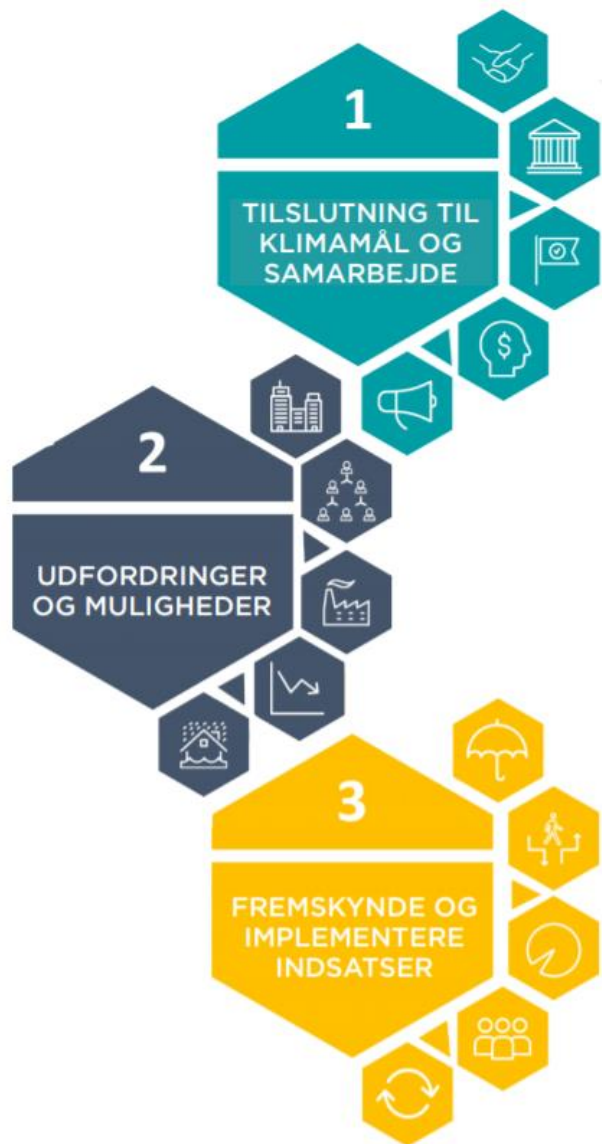 1
TILSLUTNING TIL
KLIMAMÅL OG
SAMARBEJDE
$
2
UDFORDRINGER
OG MULIGHEDER
3
FREMSKYNDE OG
IMPLEMENTERE
INDSATSER